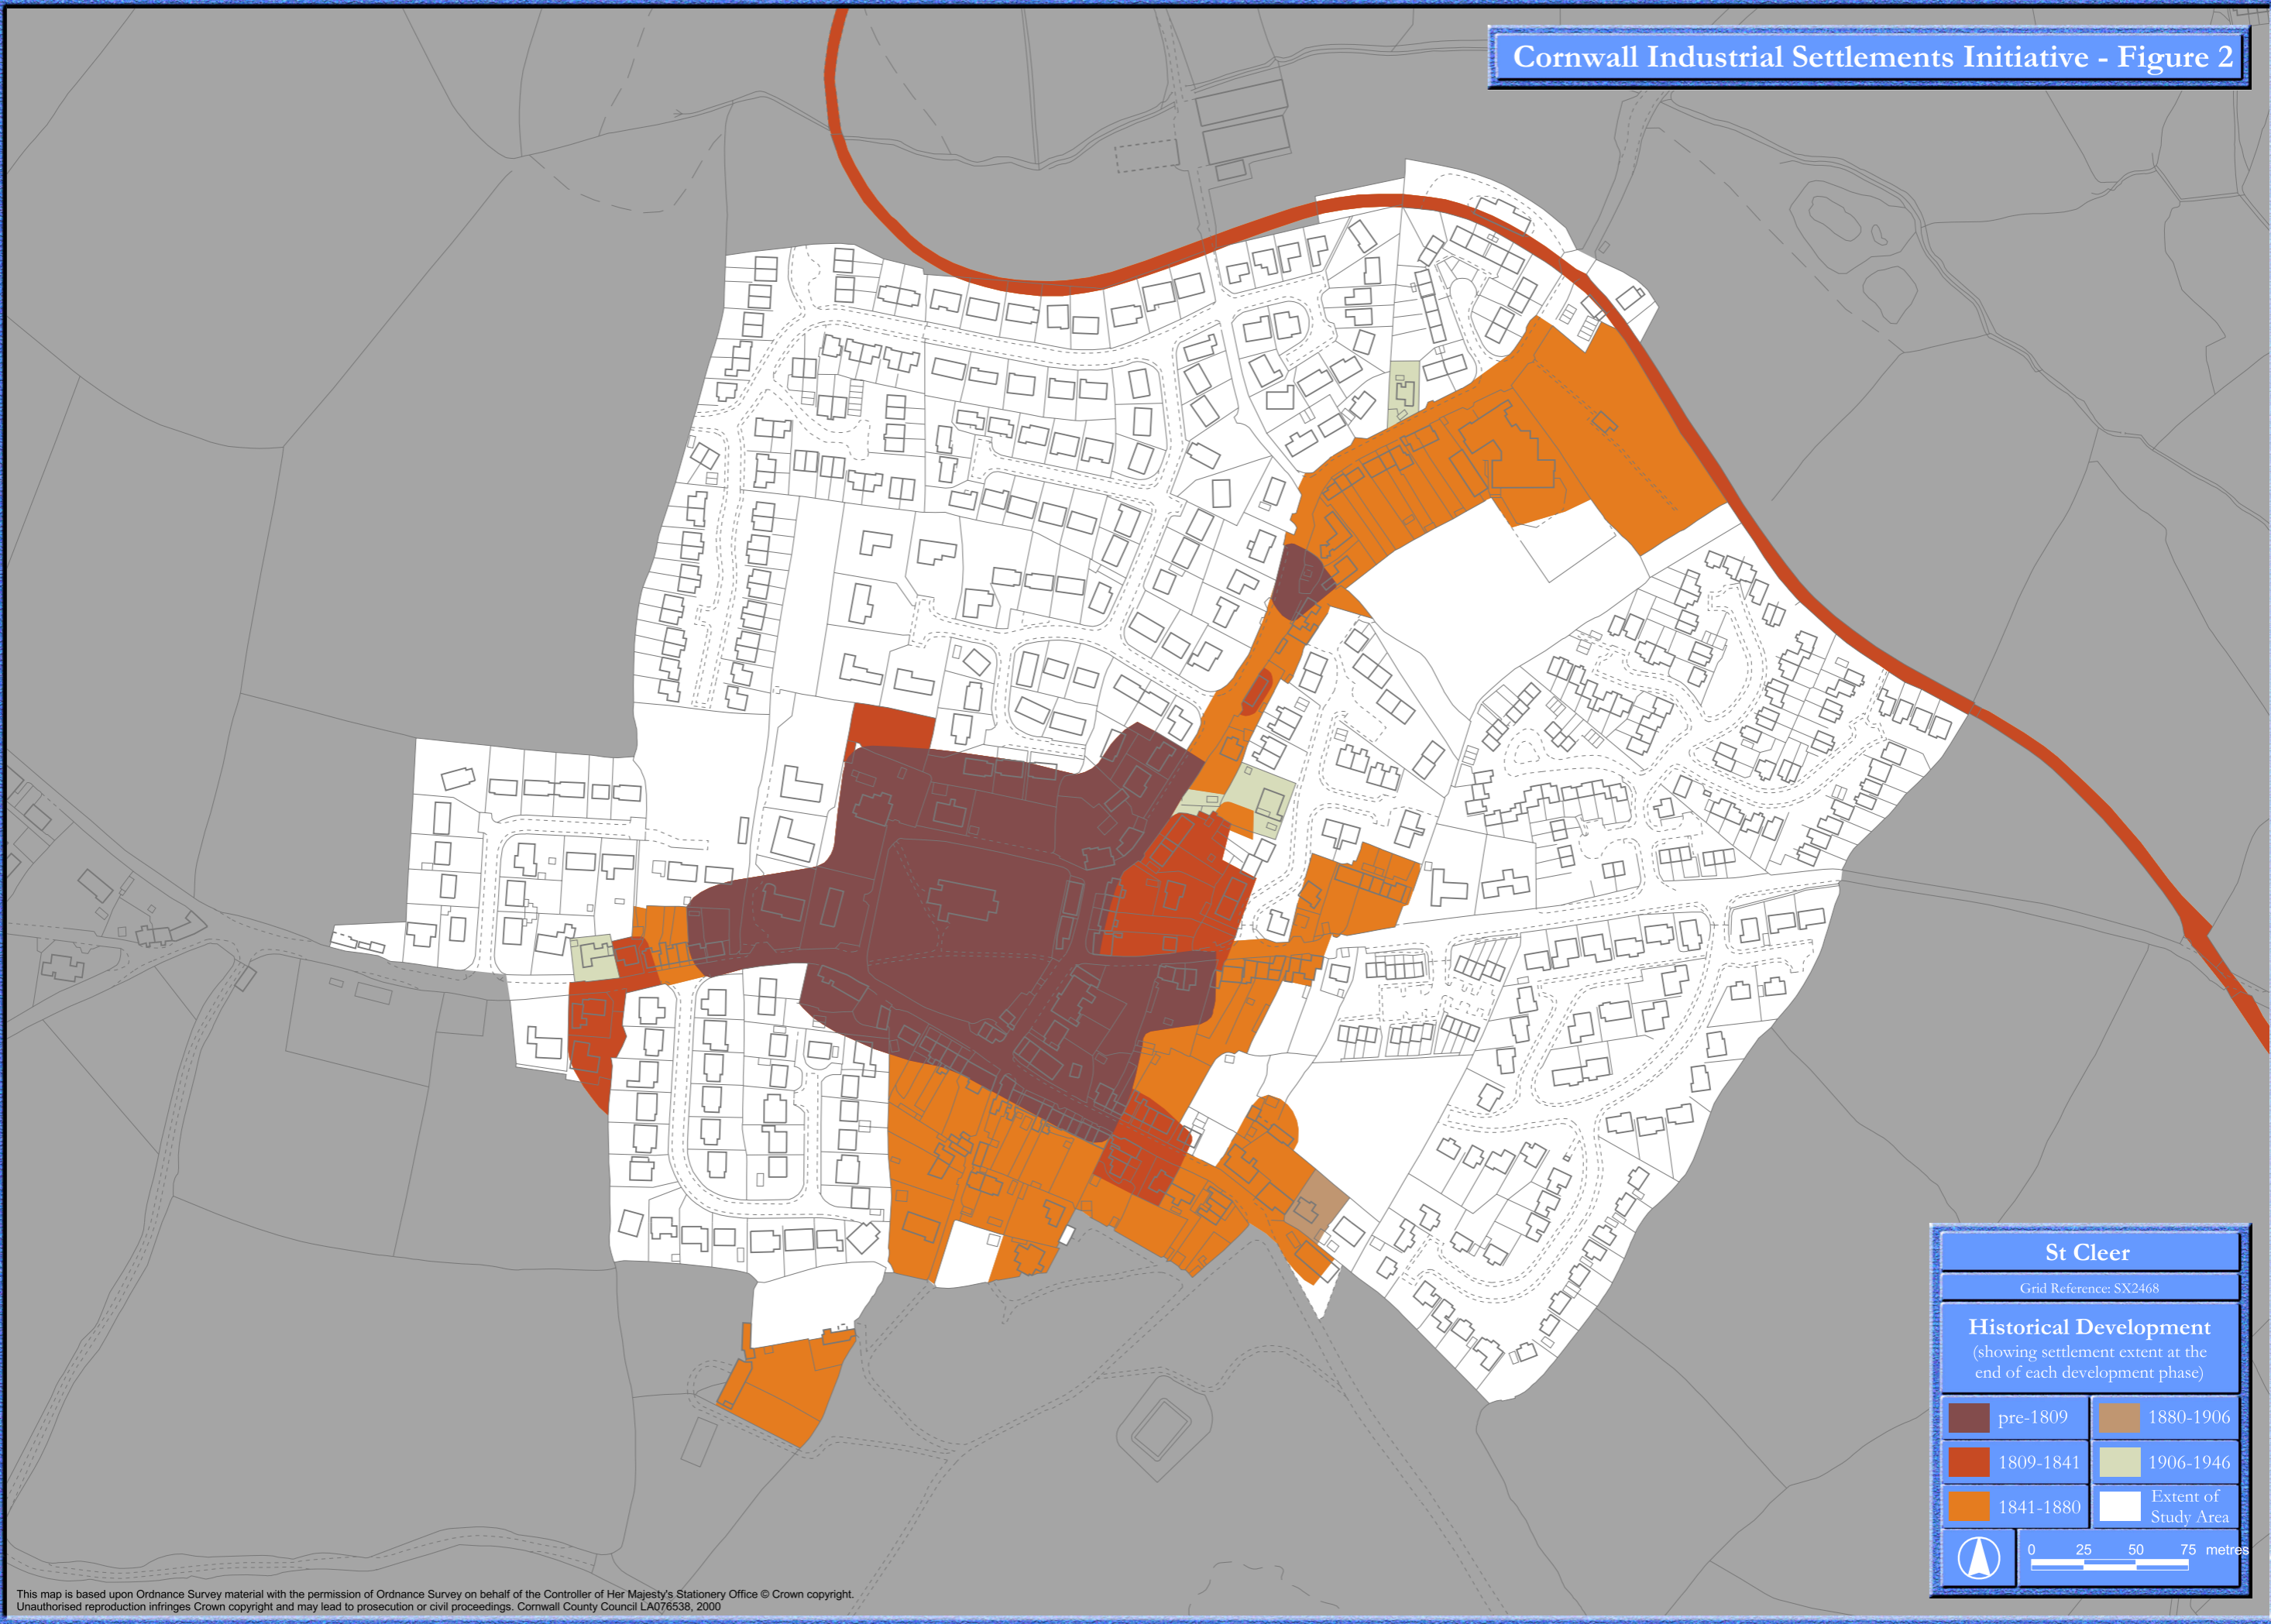 Cornwall Industrial Settlements Initiative - Figure 2
St Cleer
Grid Reference: SX2468
Historical Development
(showing settlement extent at the
end of each development phase)
pre-1809
1880-1906
1809-1841
1906-1946
1841-1880
Extent of
Study Area
0 25 50 75 metres
This map is based upon Ordnance Survey material with the permission of Ordnance Survey on behalf of the Controller of Her Majesty's Stationery Office © Crown copyright.
Unauthorised reproduction infringes Crown copyright and may lead to prosecution or civil proceedings. Cornwall County Council LA076538, 2000